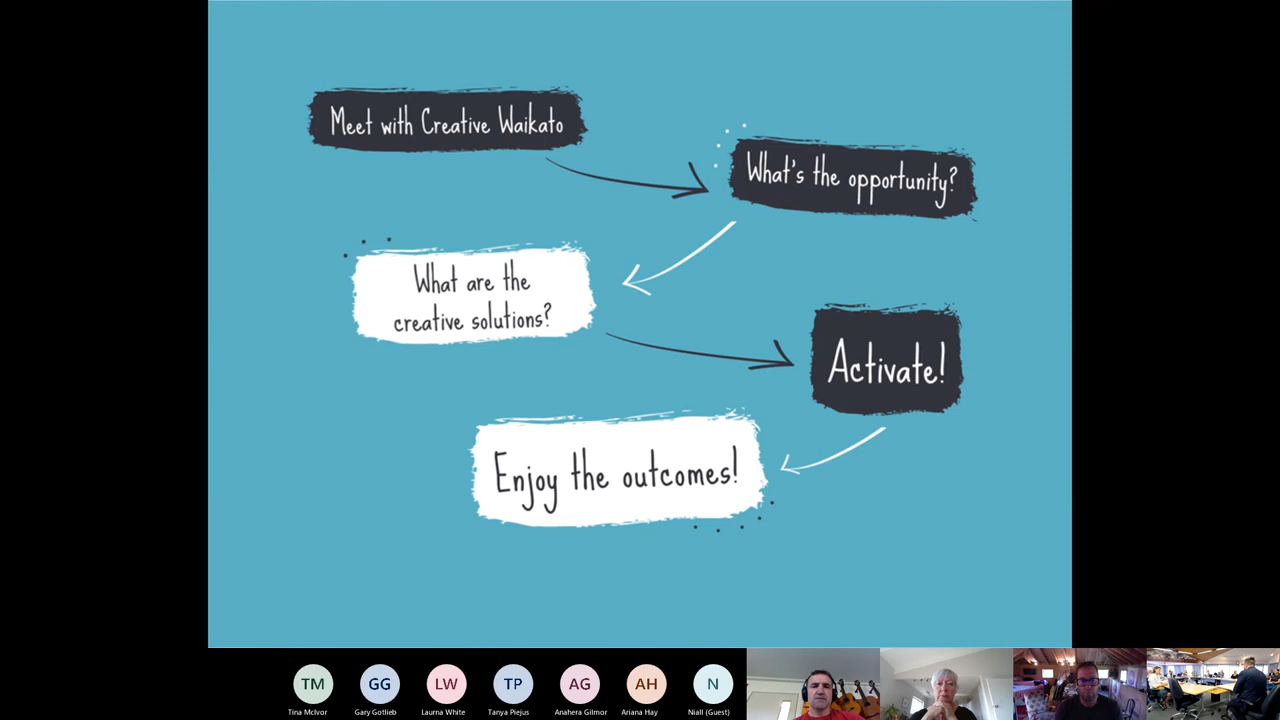 Meet with Creative Waikato
What's the opportunity?
What are the
creative solutions?
Activate!
Enjoy the outcomes!
TM
GG
LW
TP
AG
AH
N
Tina McIvor
Gary Gotlieb
Laurna White
Tanya Piejus
Anahera Gilmor
Ariana Hay
Niall (Guest)